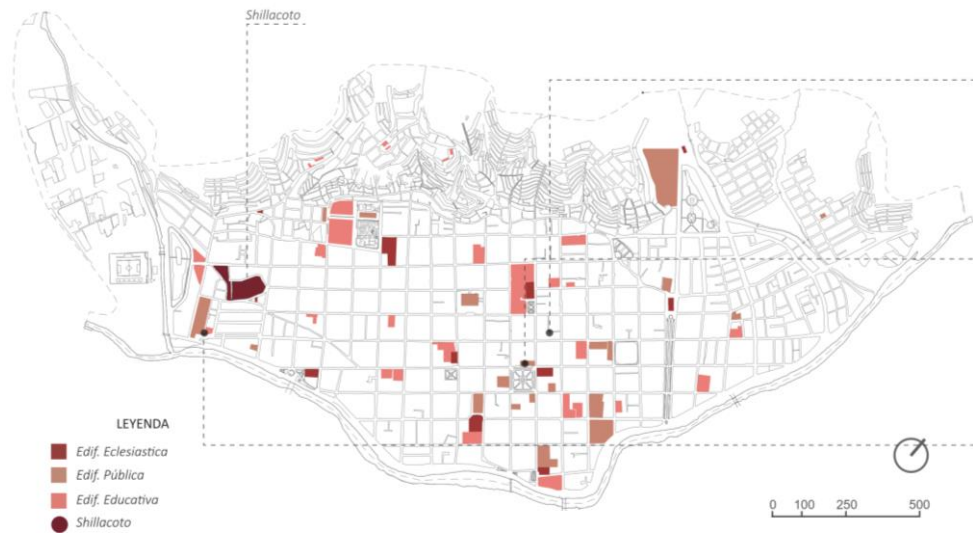 Shillacoto
LEYENDA
Edif. Eclesiastica
Edif. Pública
Edif. Educativa
Shillacoto
0 100 250 500